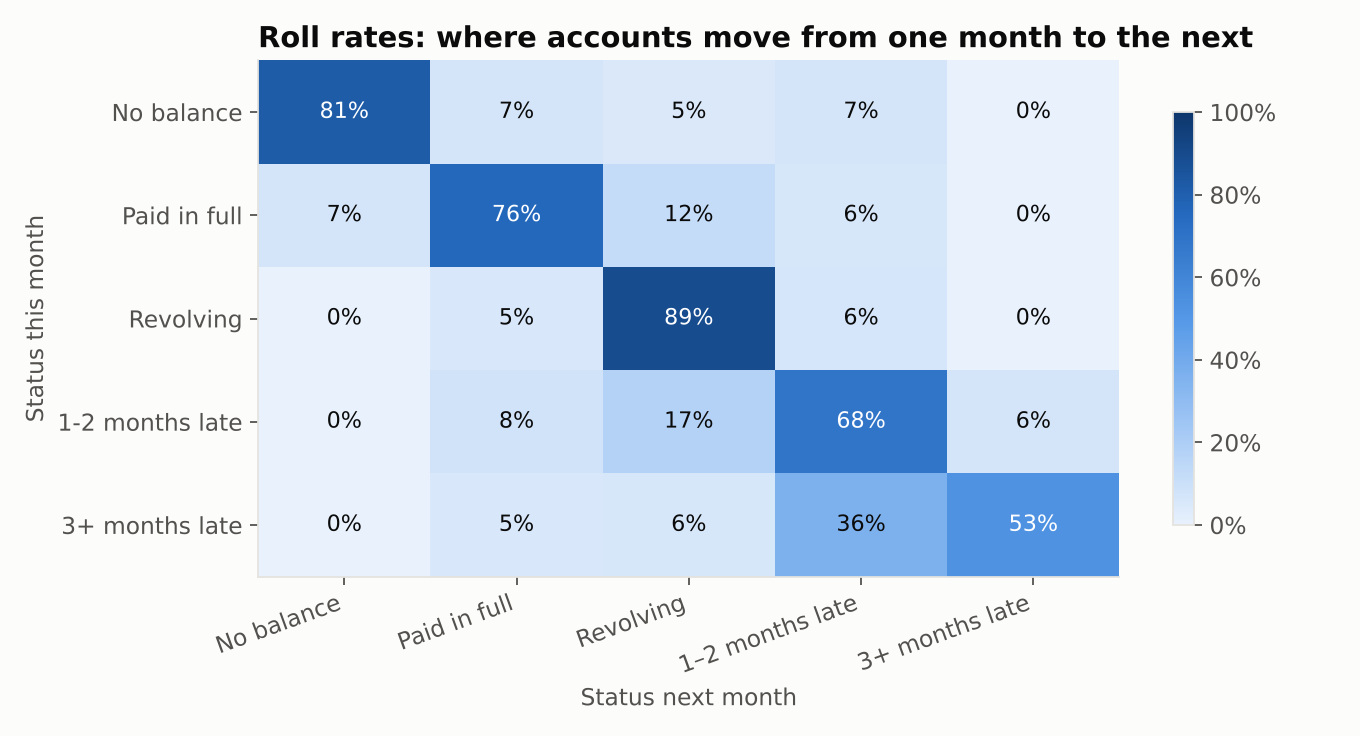 Roll rates: where accounts move from one month to the next
No balance 81% 7% 5% 7% 0%
Paid in full 7% 76% 12% 6% 0%
Revolving 0% 5% 89% 6% 0%
1-2 months late 0% 8% 17% 68% 6%
3+ months late 0% 5% 6% 36% 53%
Status this month
No balance Paid in full Revolving 1–2 months late 3+ months late
Status next month
100%
80%
60%
40%
20%
0%